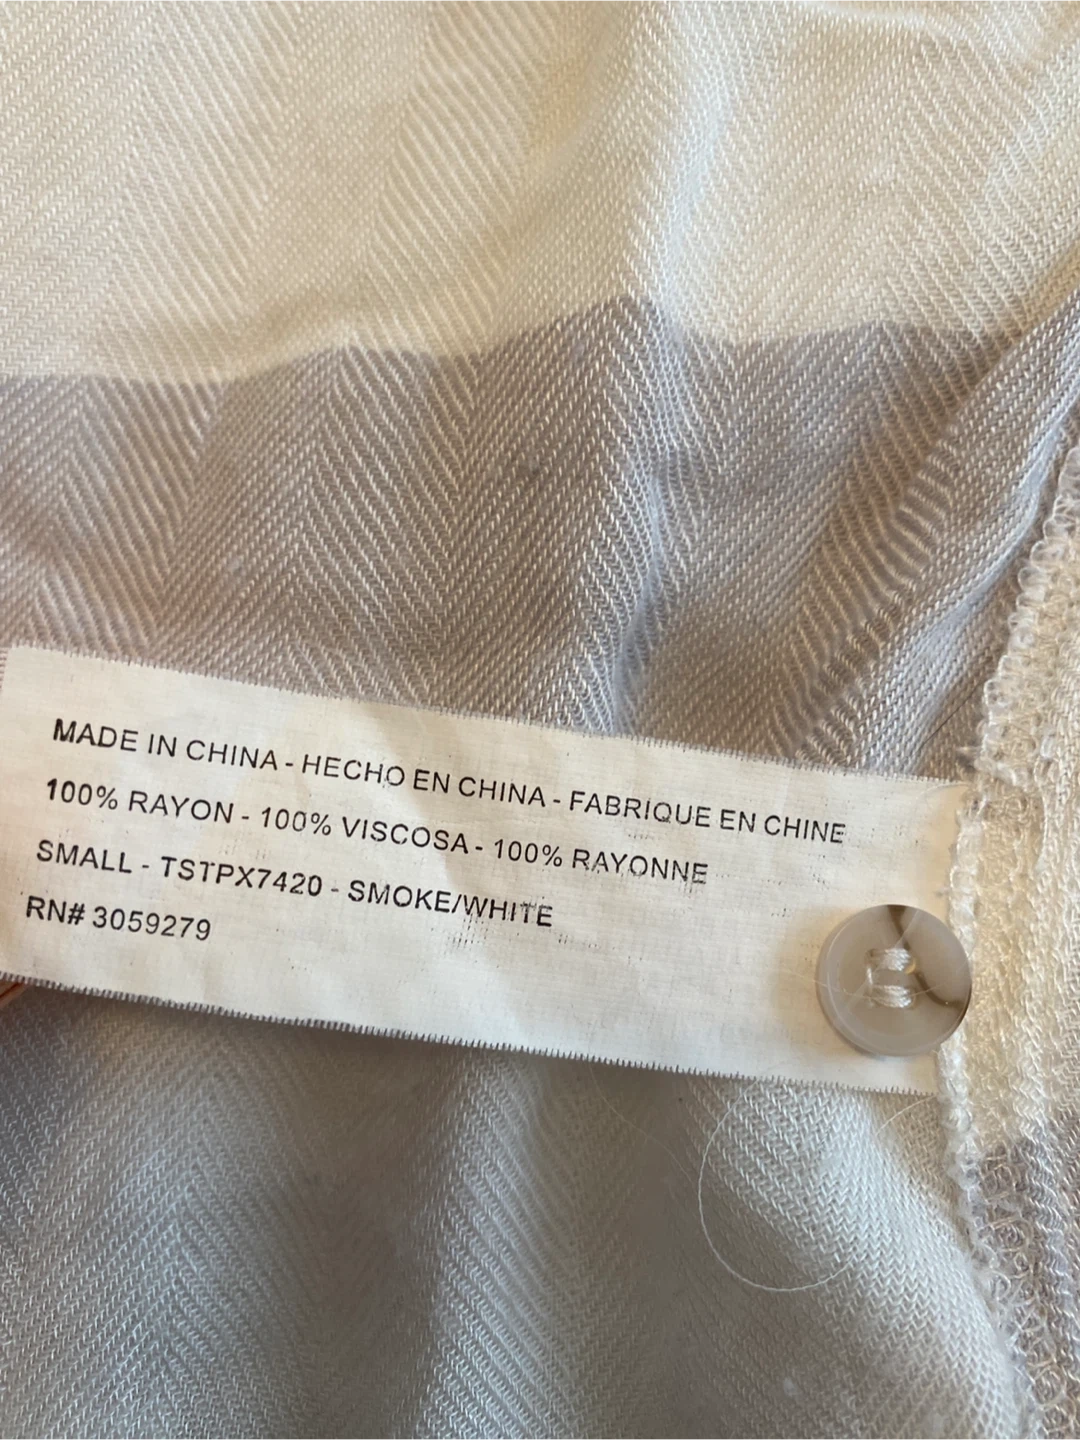 MADE IN CHINA - HECHO EN CHINA - FABRIQUE EN CHINE
100% RAYON - 100% VISCOSA - 100% RAYONNE
SMALL - TSTPX7420 - SMOKE/WHITE
RN# 3059279